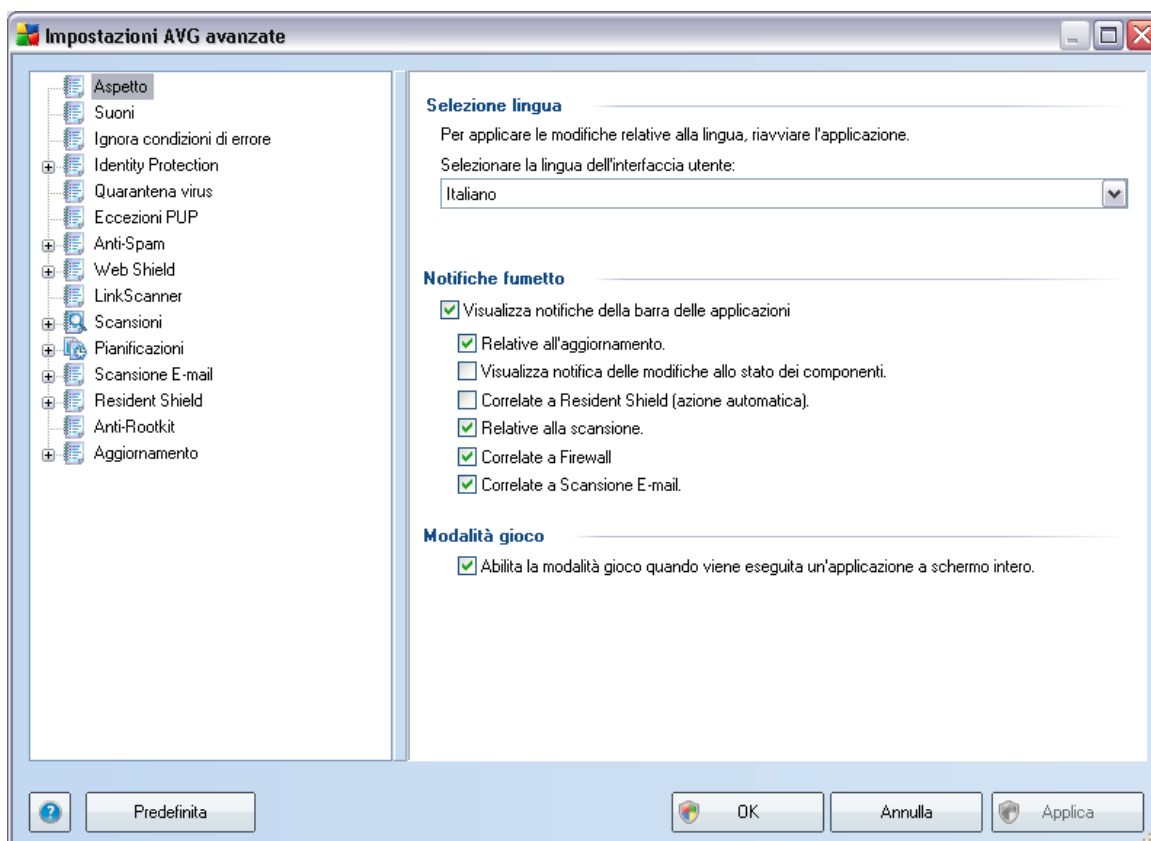 Impostazioni AVG avanzate
Aspetto
Suoni
Ignora condizioni di errore
Identity Protection
Quarantena virus
Eccezioni PUP
Anti-Spam
Web Shield
LinkScanner
Scansioni
Pianificazioni
Scansione E-mail
Resident Shield
Anti-Rootkit
Aggiornamento
Selezione lingua
Per applicare le modifiche relative alla lingua, riavviare l'applicazione.
Selezionare la lingua dell'interfaccia utente:
Italiano
Notifiche fumetto
Visualizza notifiche della barra delle applicazioni
Relative all'aggiornamento.
Visualizza notifica delle modifiche allo stato dei componenti.
Correlate a Resident Shield (azione automatica).
Relative alla scansione.
Correlate a Firewall
Correlate a Scansione E-mail.
Modalità gioco
Abilita la modalità gioco quando viene eseguita un'applicazione a schermo intero.
?
Predefinita
OK
Annulla
Applica